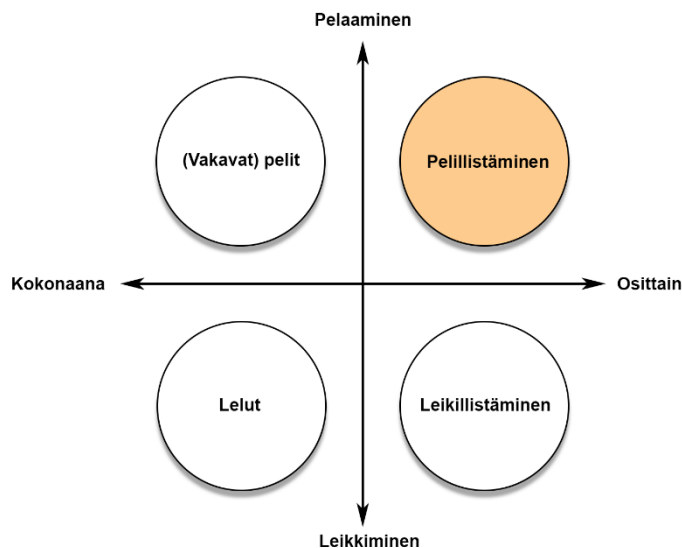 Pelaaminen
(Vakavat) pelit
Pelillistäminen
Kokonaana
Osittain
Lelut
Leikillistäminen
Leikkiminen